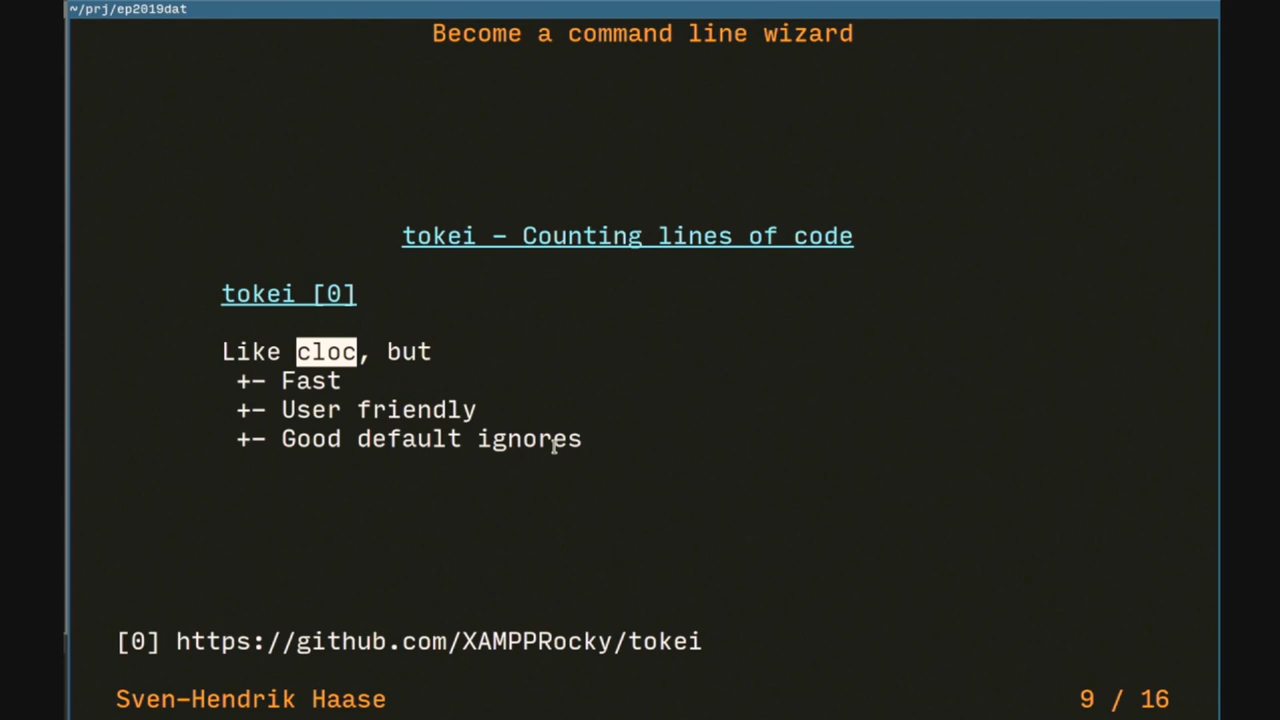 ~/prj/ep2019dat
Become a command line wizard
tokei - Counting lines of code
tokei [0]
Like cloc, but
+- Fast
+- User friendly
+- Good default ignores
[0] https://github.com/XAMPPRocky/tokei
Sven-Hendrik Haase
9 / 16